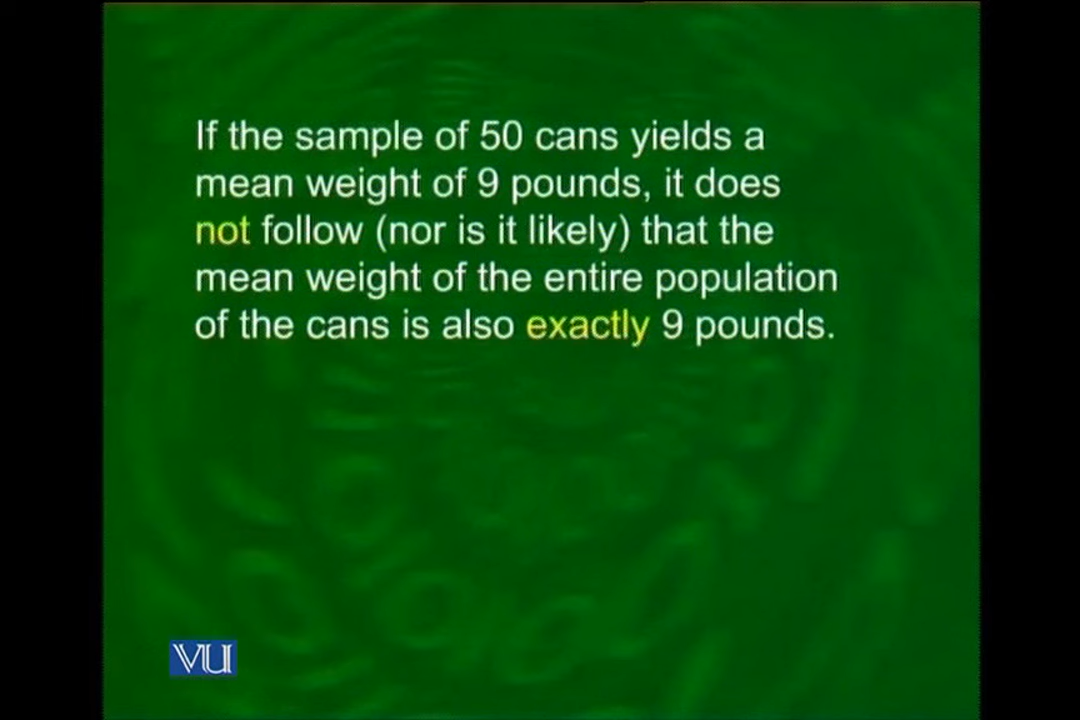 If the sample of 50 cans yields a
mean weight of 9 pounds, it does
not follow (nor is it likely) that the
mean weight of the entire population
of the cans is also exactly 9 pounds.
VU